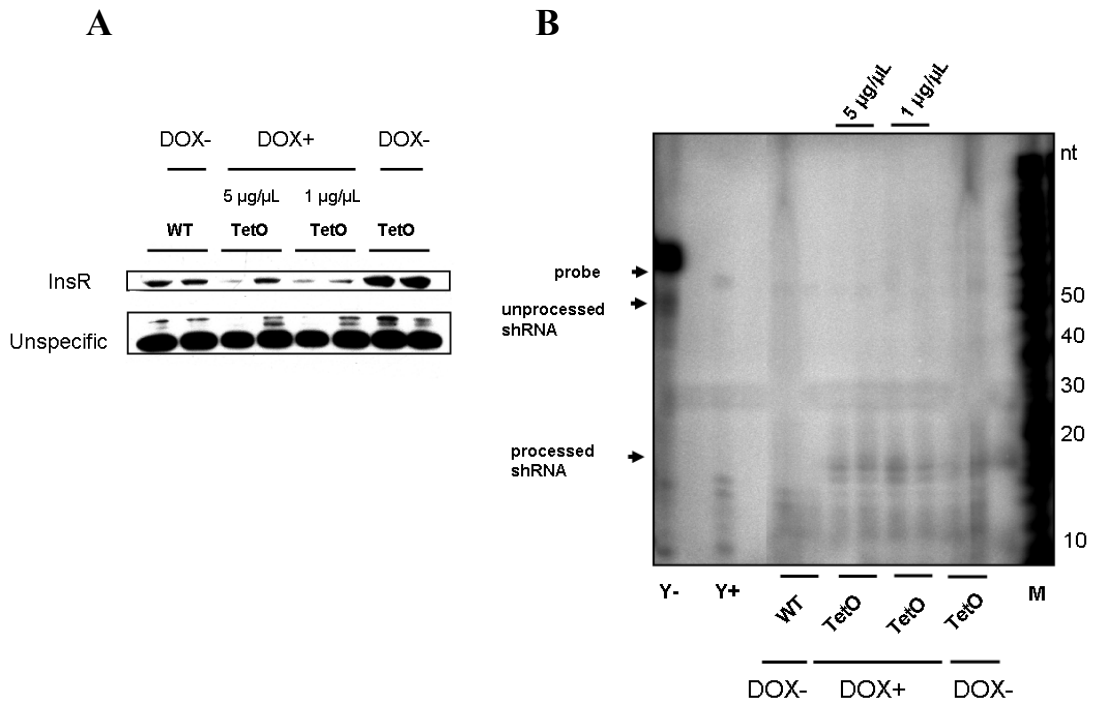 A
DOX- DOX+ DOX-
5 µg/µL 1 µg/µL
WT TetO TetO TetO
InsR
Unspecific
B
5 µg/µL 1 µg/µL
nt
probe
unprocessed
shRNA
50
40
30
20
processed
shRNA
10
Y- Y+ WT TetO TetO TetO M
DOX- DOX+ DOX-